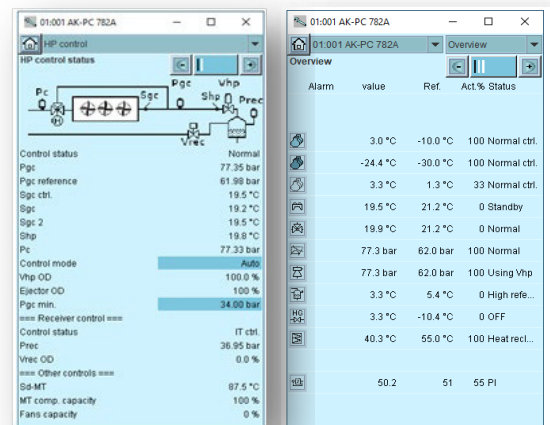 01:001 AK-PC 782A
HP control
HP control status
Pc
Sgc
Pgc
Shp
Vhp
Prec
Vrec
Control status Normal
Pgc 77.35 bar
Pgc reference 61.98 bar
Sgc ctrl. 19.5 °C
Sgc 19.2 °C
Sgc 2 19.5 °C
Shp 19.8 °C
Pc 77.33 bar
Control mode Auto
Vhp OD 100.0 %
Ejector OD 100 %
Pgc min. 34.00 bar
=== Receiver control ===
Control status IT ctrl.
Prec 36.95 bar
Vrec OD 0.0 %
=== Other controls ===
Sd-MT 87.5 °C
MT comp. capacity 100 %
Fans capacity 0 %
01:001 AK-PC 782A
01:001 AK-PC 782A Overview
Overview
Alarm value Ref. Act.% Status
3.0 °C -10.0 °C 100 Normal ctrl.
-24.4 °C -30.0 °C 100 Normal ctrl.
3.3 °C 1.3 °C 33 Normal ctrl.
19.5 °C 21.2 °C 0 Standby
19.9 °C 21.2 °C 0 Normal
77.3 bar 62.0 bar 100 Normal
77.3 bar 62.0 bar 100 Using Vhp
3.3 °C 5.4 °C 0 High refe...
HG 3.3 °C -10.4 °C 0 OFF
40.3 °C 55.0 °C 100 Heat recl...
50.2 51 55 PI